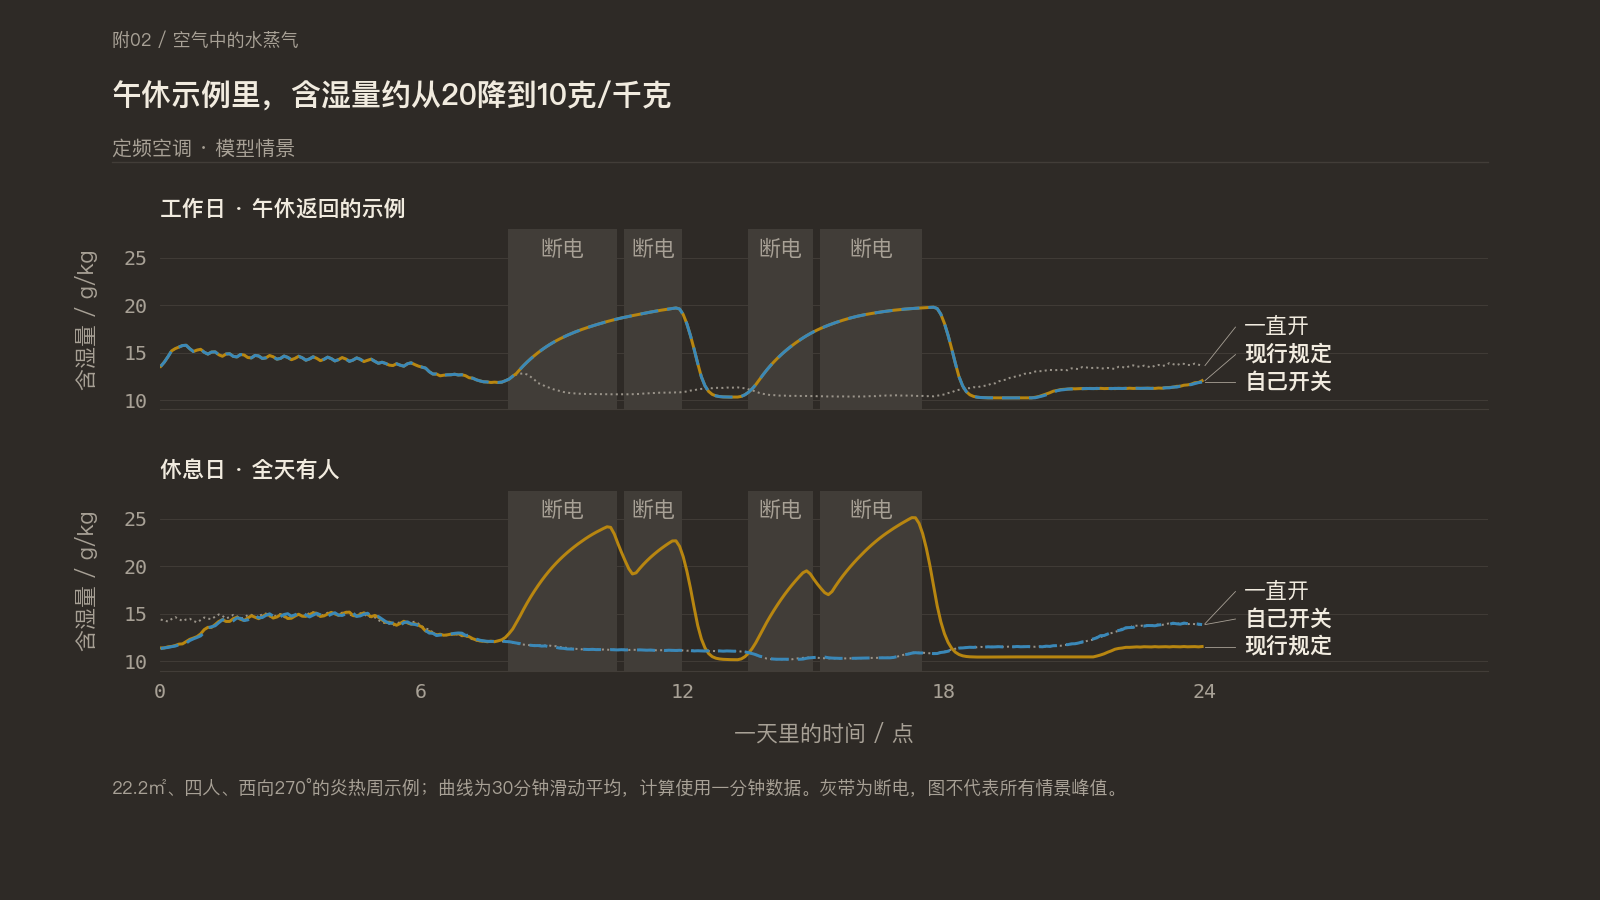 附02 / 空气中的水蒸气
午休示例里，含湿量约从20降到10克/千克
定频空调 · 模型情景
工作日 · 午休返回的示例
含湿量 / g/kg
25
20
15
10
断电
断电
断电
断电
一直开
现行规定
自己开关
休息日 · 全天有人
含湿量 / g/kg
25
20
15
10
断电
断电
断电
断电
一直开
自己开关
现行规定
0
6
12
18
24
一天里的时间 / 点
22.2㎡、四人、西向270°的炎热周示例；曲线为30分钟滑动平均，计算使用一分钟数据。灰带为断电，图不代表所有情景峰值。